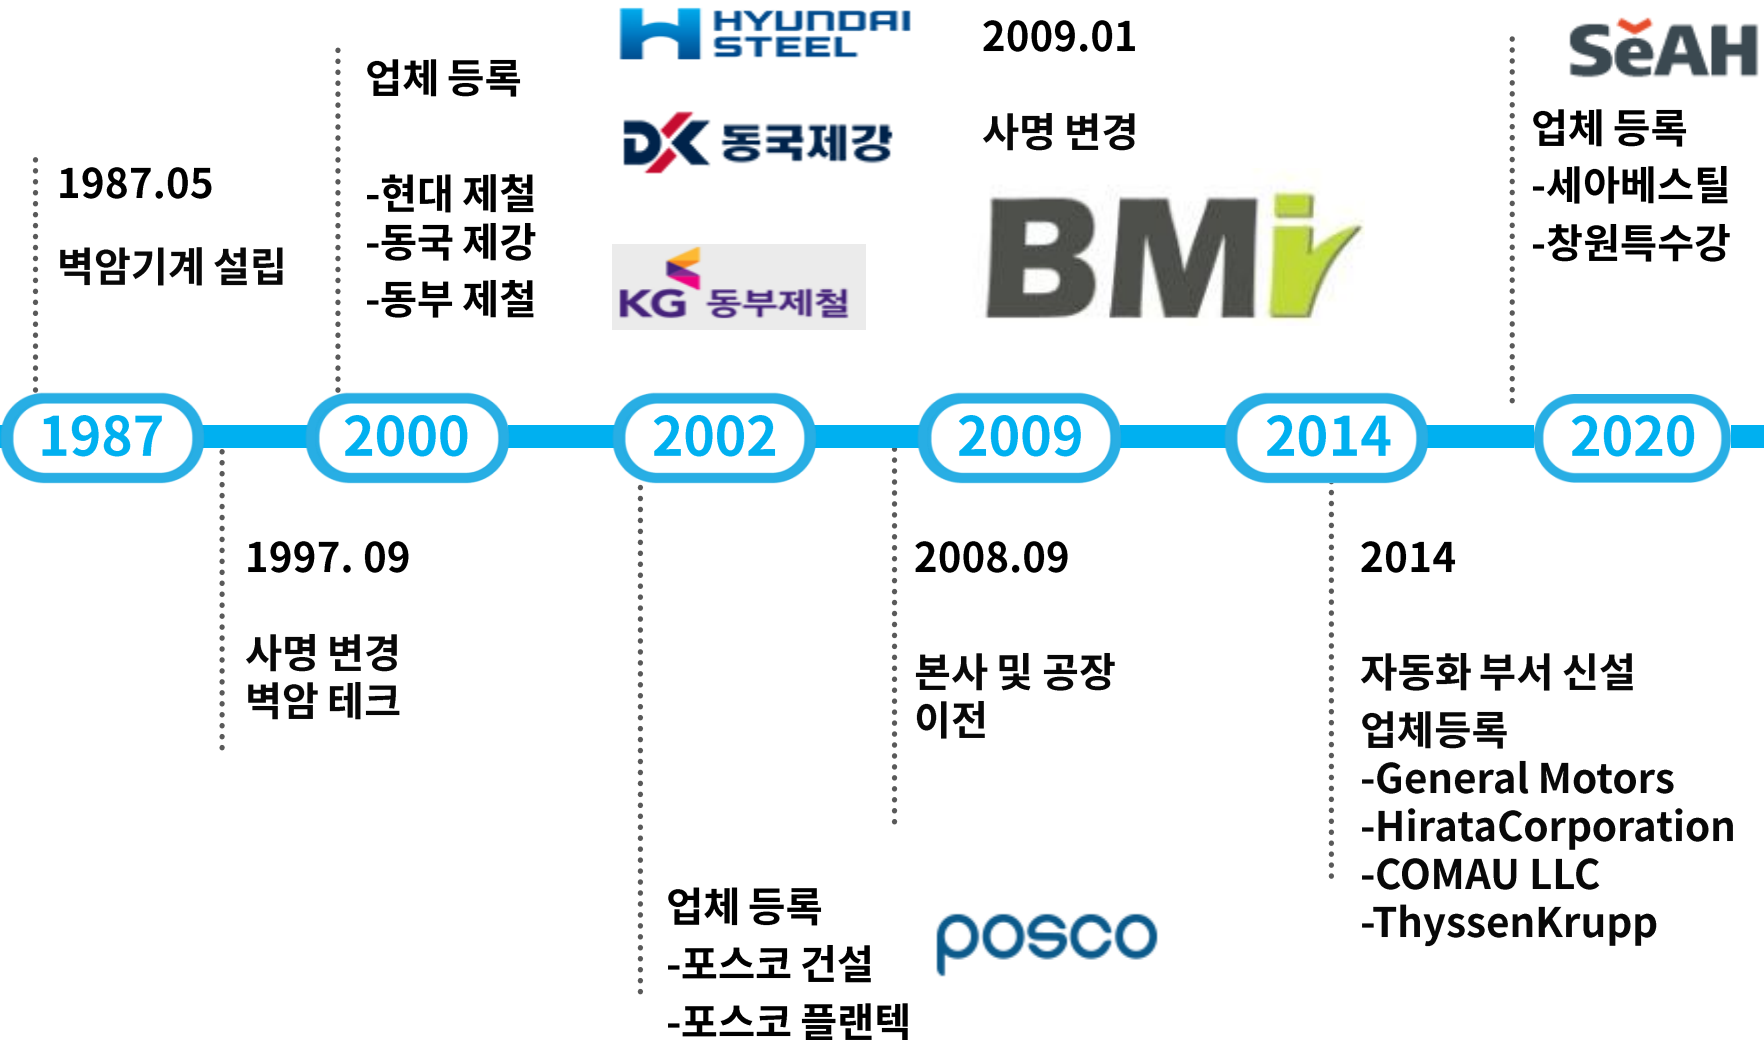 1987.05
벽암기계 설립
업체 등록
-현대 제철
-동국 제강
-동부 제철
HYUNDAI
STEEL
DK 동국제강
KG 동부제철
2009.01
사명 변경
BMi
SeAH
업체 등록
-세아베스틸
-창원특수강
1987
2000
2002
2009
2014
2020
1997. 09
사명 변경
벽암 테크
업체 등록
-포스코 건설
-포스코 플랜텍
2008.09
본사 및 공장
이전
posco
2014
자동화 부서 신설
업체등록
-General Motors
-HirataCorporation
-COMAU LLC
-ThyssenKrupp